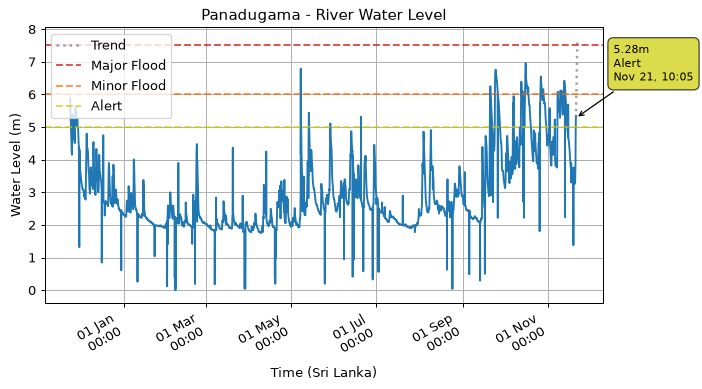 Panadugama - River Water Level
5.28m
Alert
Nov 21, 10:05
Trend
Major Flood
Minor Flood
Alert
Water Level (m)
8
7
6
5
4
3
2
1
0
01 Jan
00:00
01 Mar
00:00
01 May
00:00
01 Jul
00:00
01 Sep
00:00
01 Nov
00:00
Time (Sri Lanka)